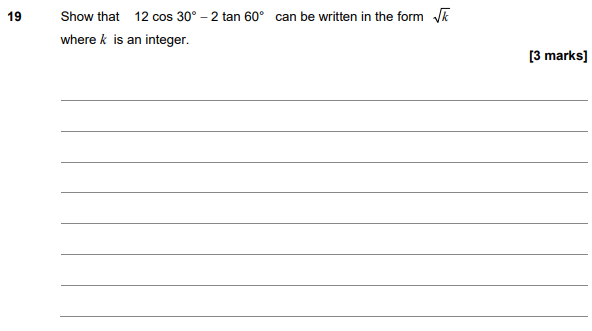 19 Show that 12 cos 30° – 2 tan 60° can be written in the form √k
where k is an integer.
[3 marks]